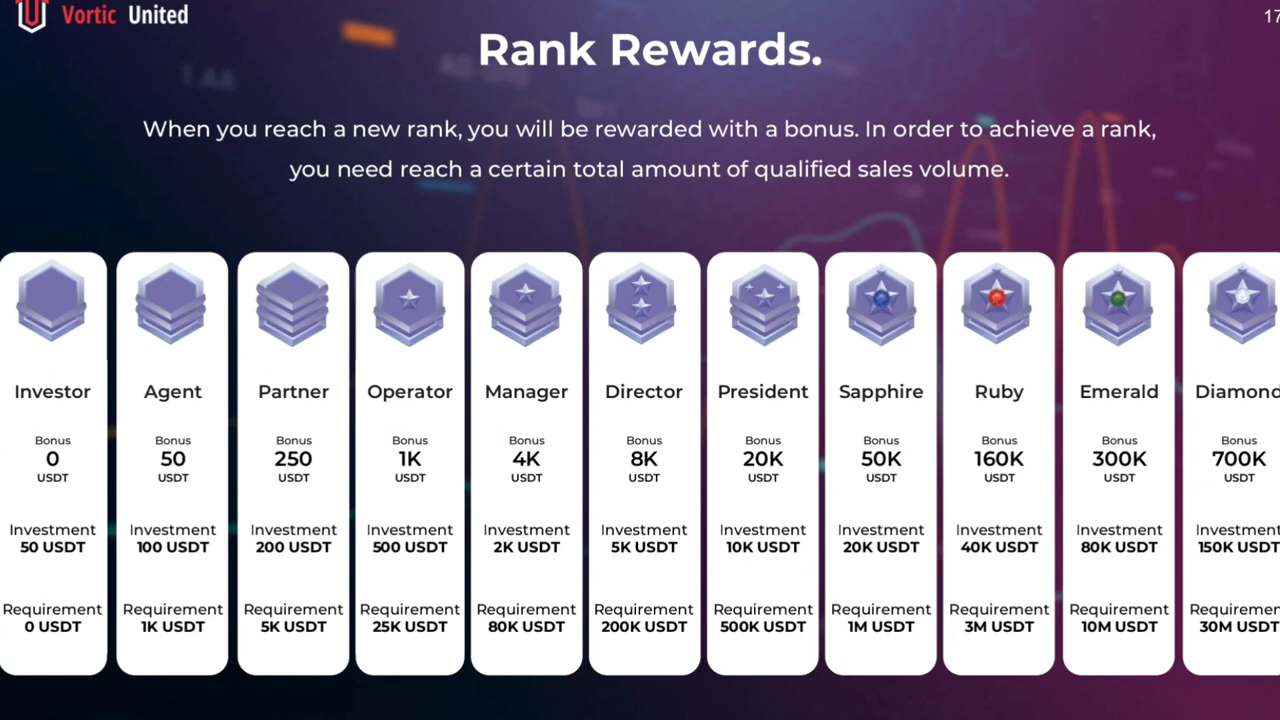 Vortic United
17
Rank Rewards.
When you reach a new rank, you will be rewarded with a bonus. In order to achieve a rank,
you need reach a certain total amount of qualified sales volume.
Investor
Bonus
0
USDT
Investment
50 USDT
Requirement
0 USDT
Agent
Bonus
50
USDT
Investment
100 USDT
Requirement
1K USDT
Partner
Bonus
250
USDT
Investment
200 USDT
Requirement
5K USDT
Operator
Bonus
1K
USDT
Investment
500 USDT
Requirement
25K USDT
Manager
Bonus
4K
USDT
Investment
2K USDT
Requirement
80K USDT
Director
Bonus
8K
USDT
Investment
5K USDT
Requirement
200K USDT
President
Bonus
20K
USDT
Investment
10K USDT
Requirement
500K USDT
Sapphire
Bonus
50K
USDT
Investment
20K USDT
Requirement
1M USDT
Ruby
Bonus
160K
USDT
Investment
40K USDT
Requirement
3M USDT
Emerald
Bonus
300K
USDT
Investment
80K USDT
Requirement
10M USDT
Diamond
Bonus
700K
USDT
Investment
150K USDT
Requiremen
30M USDT